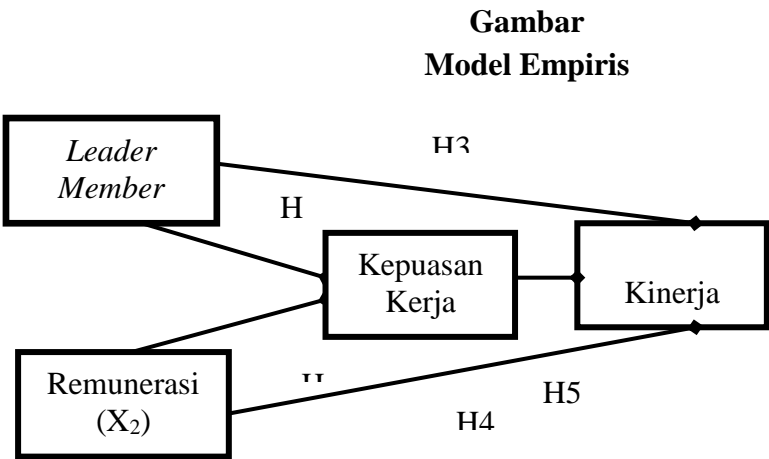 Gambar
Model Empiris
H3
Leader
Member
H
Kepuasan
Kerja
Kinerja
Remunerasi
(X₂)
H5
H4